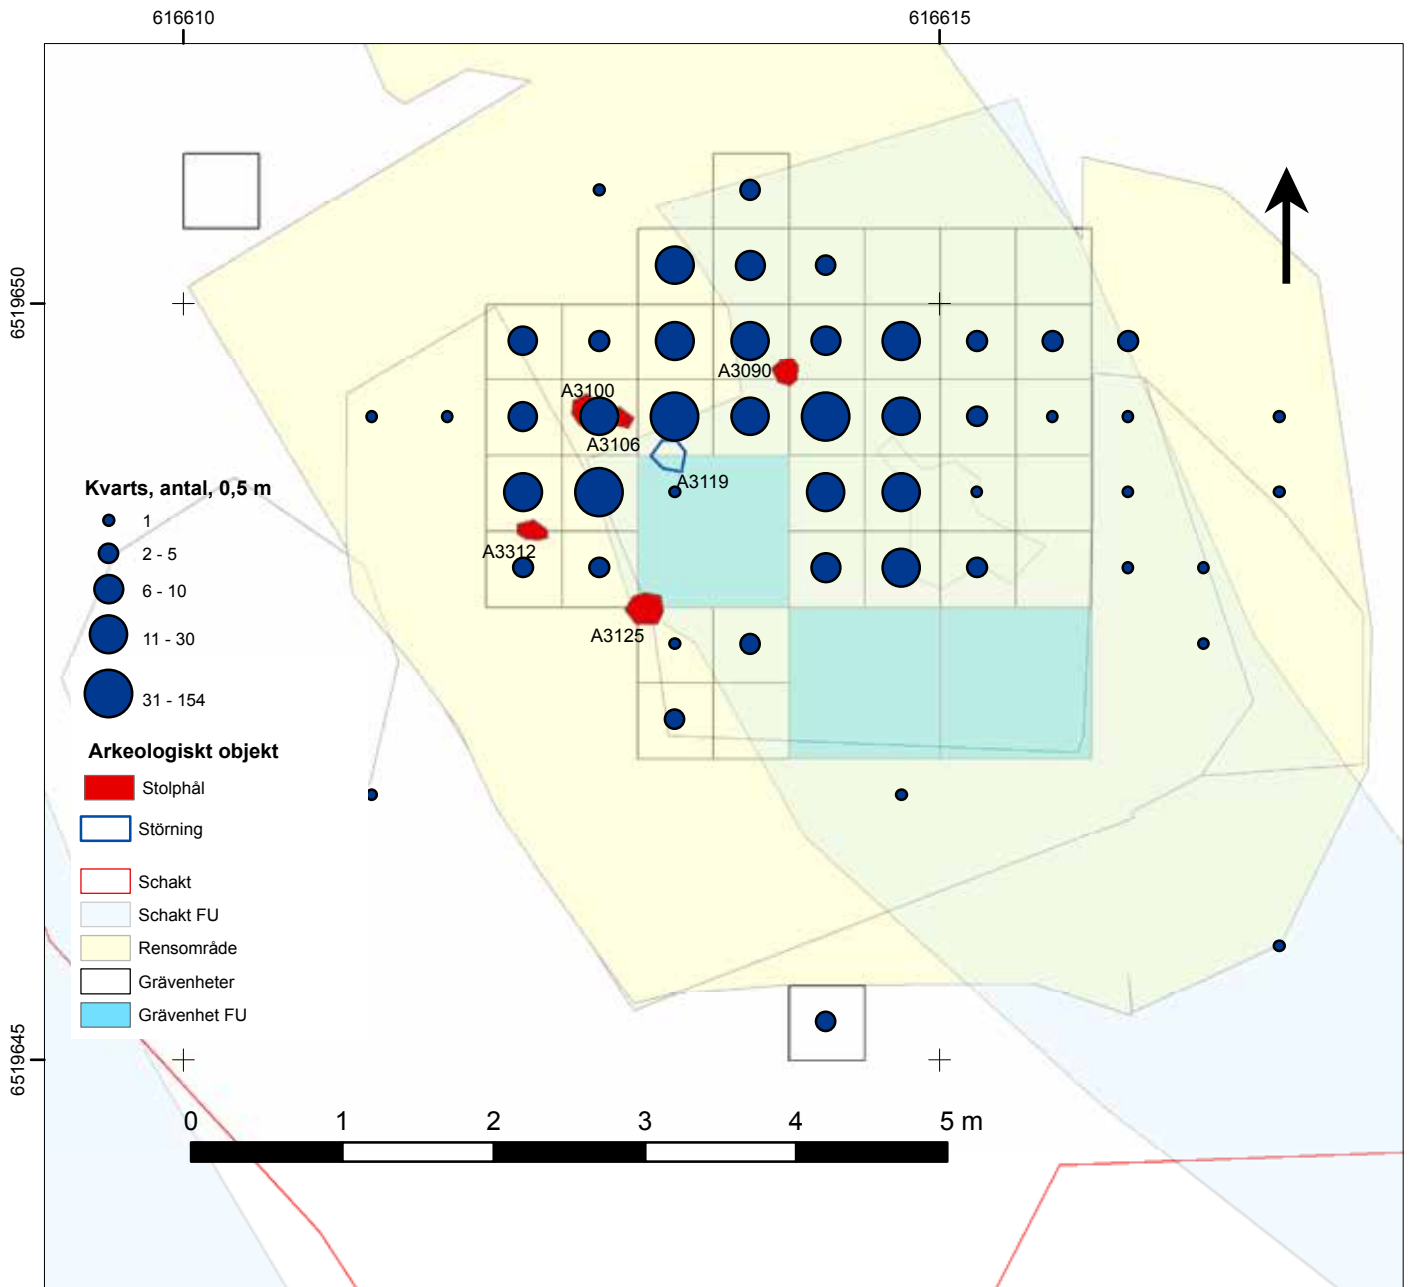 616610
616615
6519650
6519645
A3090
A3100
A3106
A3119
A3312
A3125
Kvarts, antal, 0,5 m
1
2 - 5
6 - 10
11 - 30
31 - 154
Arkeologiskt objekt
Stolphål
Störning
Schakt
Schakt FU
Rensområde
Grävenheter
Grävenhet FU
0 1 2 3 4 5 m